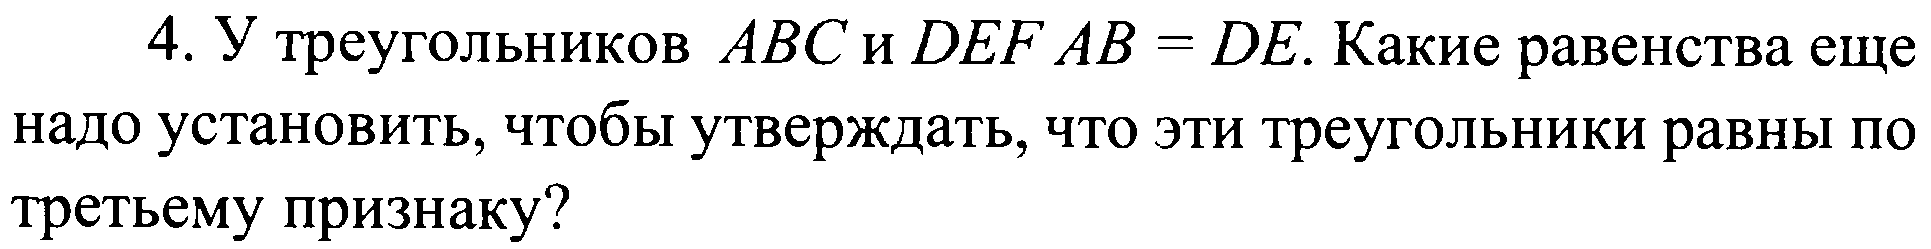 4. У треугольников ABC и DEF AB = DE. Какие равенства еще
надо установить, чтобы утверждать, что эти треугольники равны по
третьему признаку?